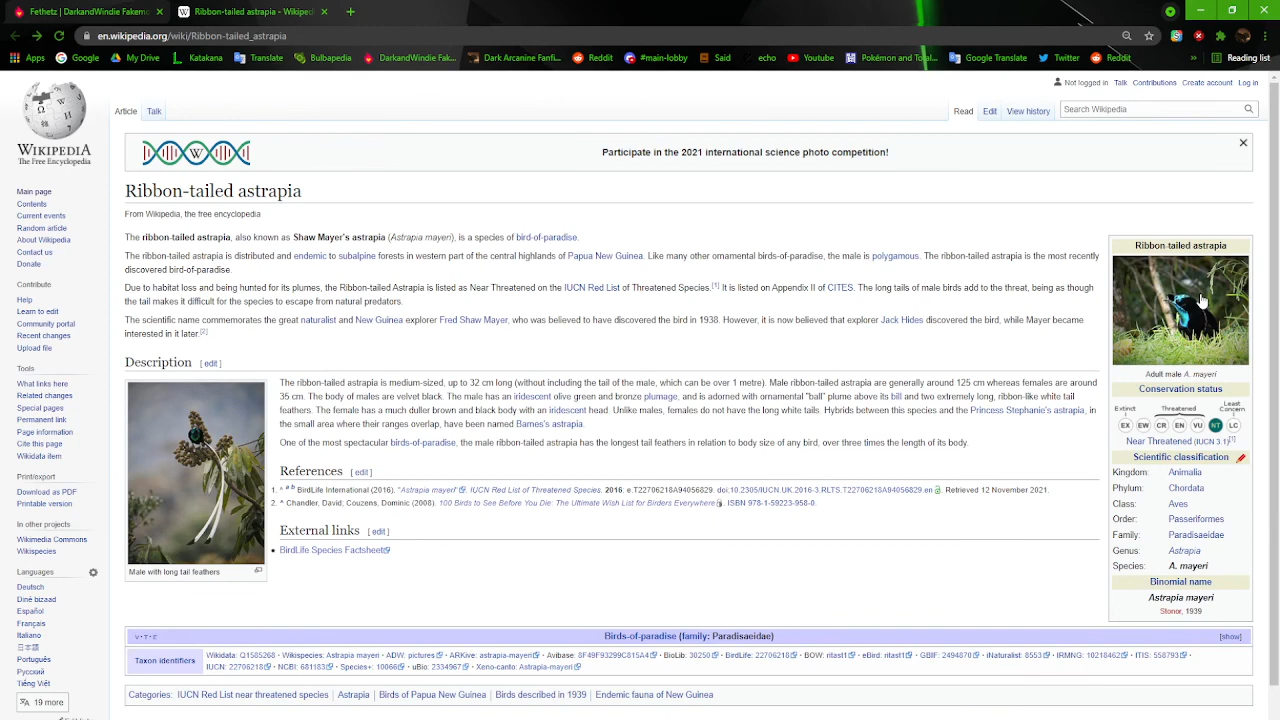 Fethetz | DarkandWindie Fakem
Ribbon-tailed astrapia - Wikiped
en.wikipedia.org/wiki/Ribbon-tailed_astrapia
Apps Google My Drive Katakana Translate Bulbapedia DarkandWindie Fak... Dark Arcanine Fanfi... Reddit #main-lobby Said echo YouTube Pokémon and Total... Google Translate Twitter Reddit Reading list
Not logged in Talk Contributions Create account Log in
Article Talk Read Edit View history Search Wikipedia
WIKIPEDIA
The Free Encyclopedia
Main page
Contents
Current events
Random article
About Wikipedia
Contact us
Donate
Contribute
Help
Learn to edit
Community portal
Recent changes
Upload file
Tools
What links here
Related changes
Special pages
Permanent link
Page information
Cite this page
Wikidata item
Print/export
Download as PDF
Printable version
In other projects
Wikimedia Commons
Wikispecies
Languages
Deutsch
Diné bizaad
Español
Français
Italiano
日本語
Português
Русский
Tiếng Việt
19 more
Participate in the 2021 international science photo competition!
Ribbon-tailed astrapia
From Wikipedia, the free encyclopedia
The ribbon-tailed astrapia, also known as Shaw Mayer's astrapia (Astrapia mayeri), is a species of bird-of-paradise.
The ribbon-tailed astrapia is distributed and endemic to subalpine forests in western part of the central highlands of Papua New Guinea. Like many other ornamental birds-of-paradise, the male is polygamous. The ribbon-tailed astrapia is the most recently
discovered bird-of-paradise.
Due to habitat loss and being hunted for its plumes, the Ribbon-tailed Astrapia is listed as Near Threatened on the IUCN Red List of Threatened Species.[1] It is listed on Appendix II of CITES. The long tails of male birds add to the threat, being as though
the tail makes it difficult for the species to escape from natural predators.
The scientific name commemorates the great naturalist and New Guinea explorer Fred Shaw Mayer, who was believed to have discovered the bird in 1938. However, it is now believed that explorer Jack Hides discovered the bird, while Mayer became
interested in it later.[2]
Description [ edit ]
Male with long tail feathers
The ribbon-tailed astrapia is medium-sized, up to 32 cm long (without including the tail of the male, which can be over 1 metre). Male ribbon-tailed astrapia are generally around 125 cm whereas females are around
35 cm. The body of males are velvet black. The male has an iridescent olive green and bronze plumage, and is adorned with ornamental "ball" plume above its bill and two extremely long, ribbon-like white tail
feathers. The female has a much duller brown and black body with an iridescent head. Unlike males, females do not have the long white tails. Hybrids between this species and the Princess Stephanie's astrapia, in
the small area where their ranges overlap, have been named Barnes's astrapia.
One of the most spectacular birds-of-paradise, the male ribbon-tailed astrapia has the longest tail feathers in relation to body size of any bird, over three times the length of its body.
References [ edit ]
1. ^ a b BirdLife International (2016). "Astrapia mayeri". IUCN Red List of Threatened Species. 2016: e.T22706218A94056829. doi:10.2305/IUCN.UK.2016-3.RLTS.T22706218A94056829.en. Retrieved 12 November 2021.
2. ^ Chandler, David; Couzens, Dominic (2008). 100 Birds to See Before You Die: The Ultimate Wish List for Birders Everywhere. ISBN 978-1-59223-958-0.
External links [ edit ]
BirdLife Species Factsheet
Ribbon-tailed astrapia
Adult male A. mayeri
Conservation status
Extinct Threatened Least Concern
EX EW CR EN VU NT LC
Near Threatened (IUCN 3.1)[1]
Scientific classification
Kingdom: Animalia
Phylum: Chordata
Class: Aves
Order: Passeriformes
Family: Paradisaeidae
Genus: Astrapia
Species: A. mayeri
Binomial name
Astrapia mayeri
Stonor, 1939
V · T · E Birds-of-paradise (family: Paradisaeidae) [show]
Taxon identifiers
Wikidata: Q1585268 · Wikispecies: Astrapia mayeri · ADW: pictures · ARKive: astrapia-mayeri · Avibase: 8F49F93299C815A4 · BioLib: 30250 · BirdLife: 22706218 · BOW: ritast1 · eBird: ritast1 · GBIF: 2494870 · iNaturalist: 8553 · IRMNG: 10218462 · ITIS: 558793 ·
IUCN: 22706218 · NCBI: 681183 · Species+: 10066 · uBio: 2334967 · Xeno-canto: Astrapia-mayeri
Categories: IUCN Red List near threatened species | Astrapia | Birds of Papua New Guinea | Birds described in 1939 | Endemic fauna of New Guinea